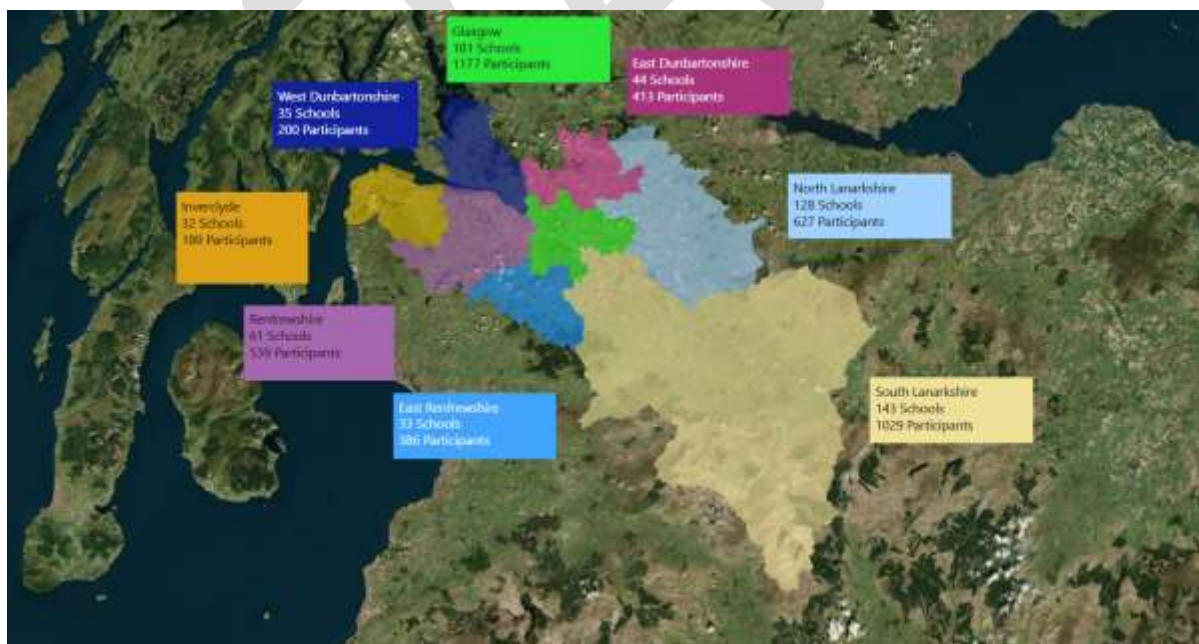 Glasgow
Schools
1177 Participants
East Dunbartonshire
44 Schools
413 Participants
West Dunbartonshire
35 Schools
200 Participants
North Lanarkshire
128 Schools
627 Participants
Inverclyde
32 Schools
Participants
Renfrewshire
61 Schools
539 Participants
East Renfrewshire
33 Schools
386 Participants
South Lanarkshire
143 Schools
1029 Participants